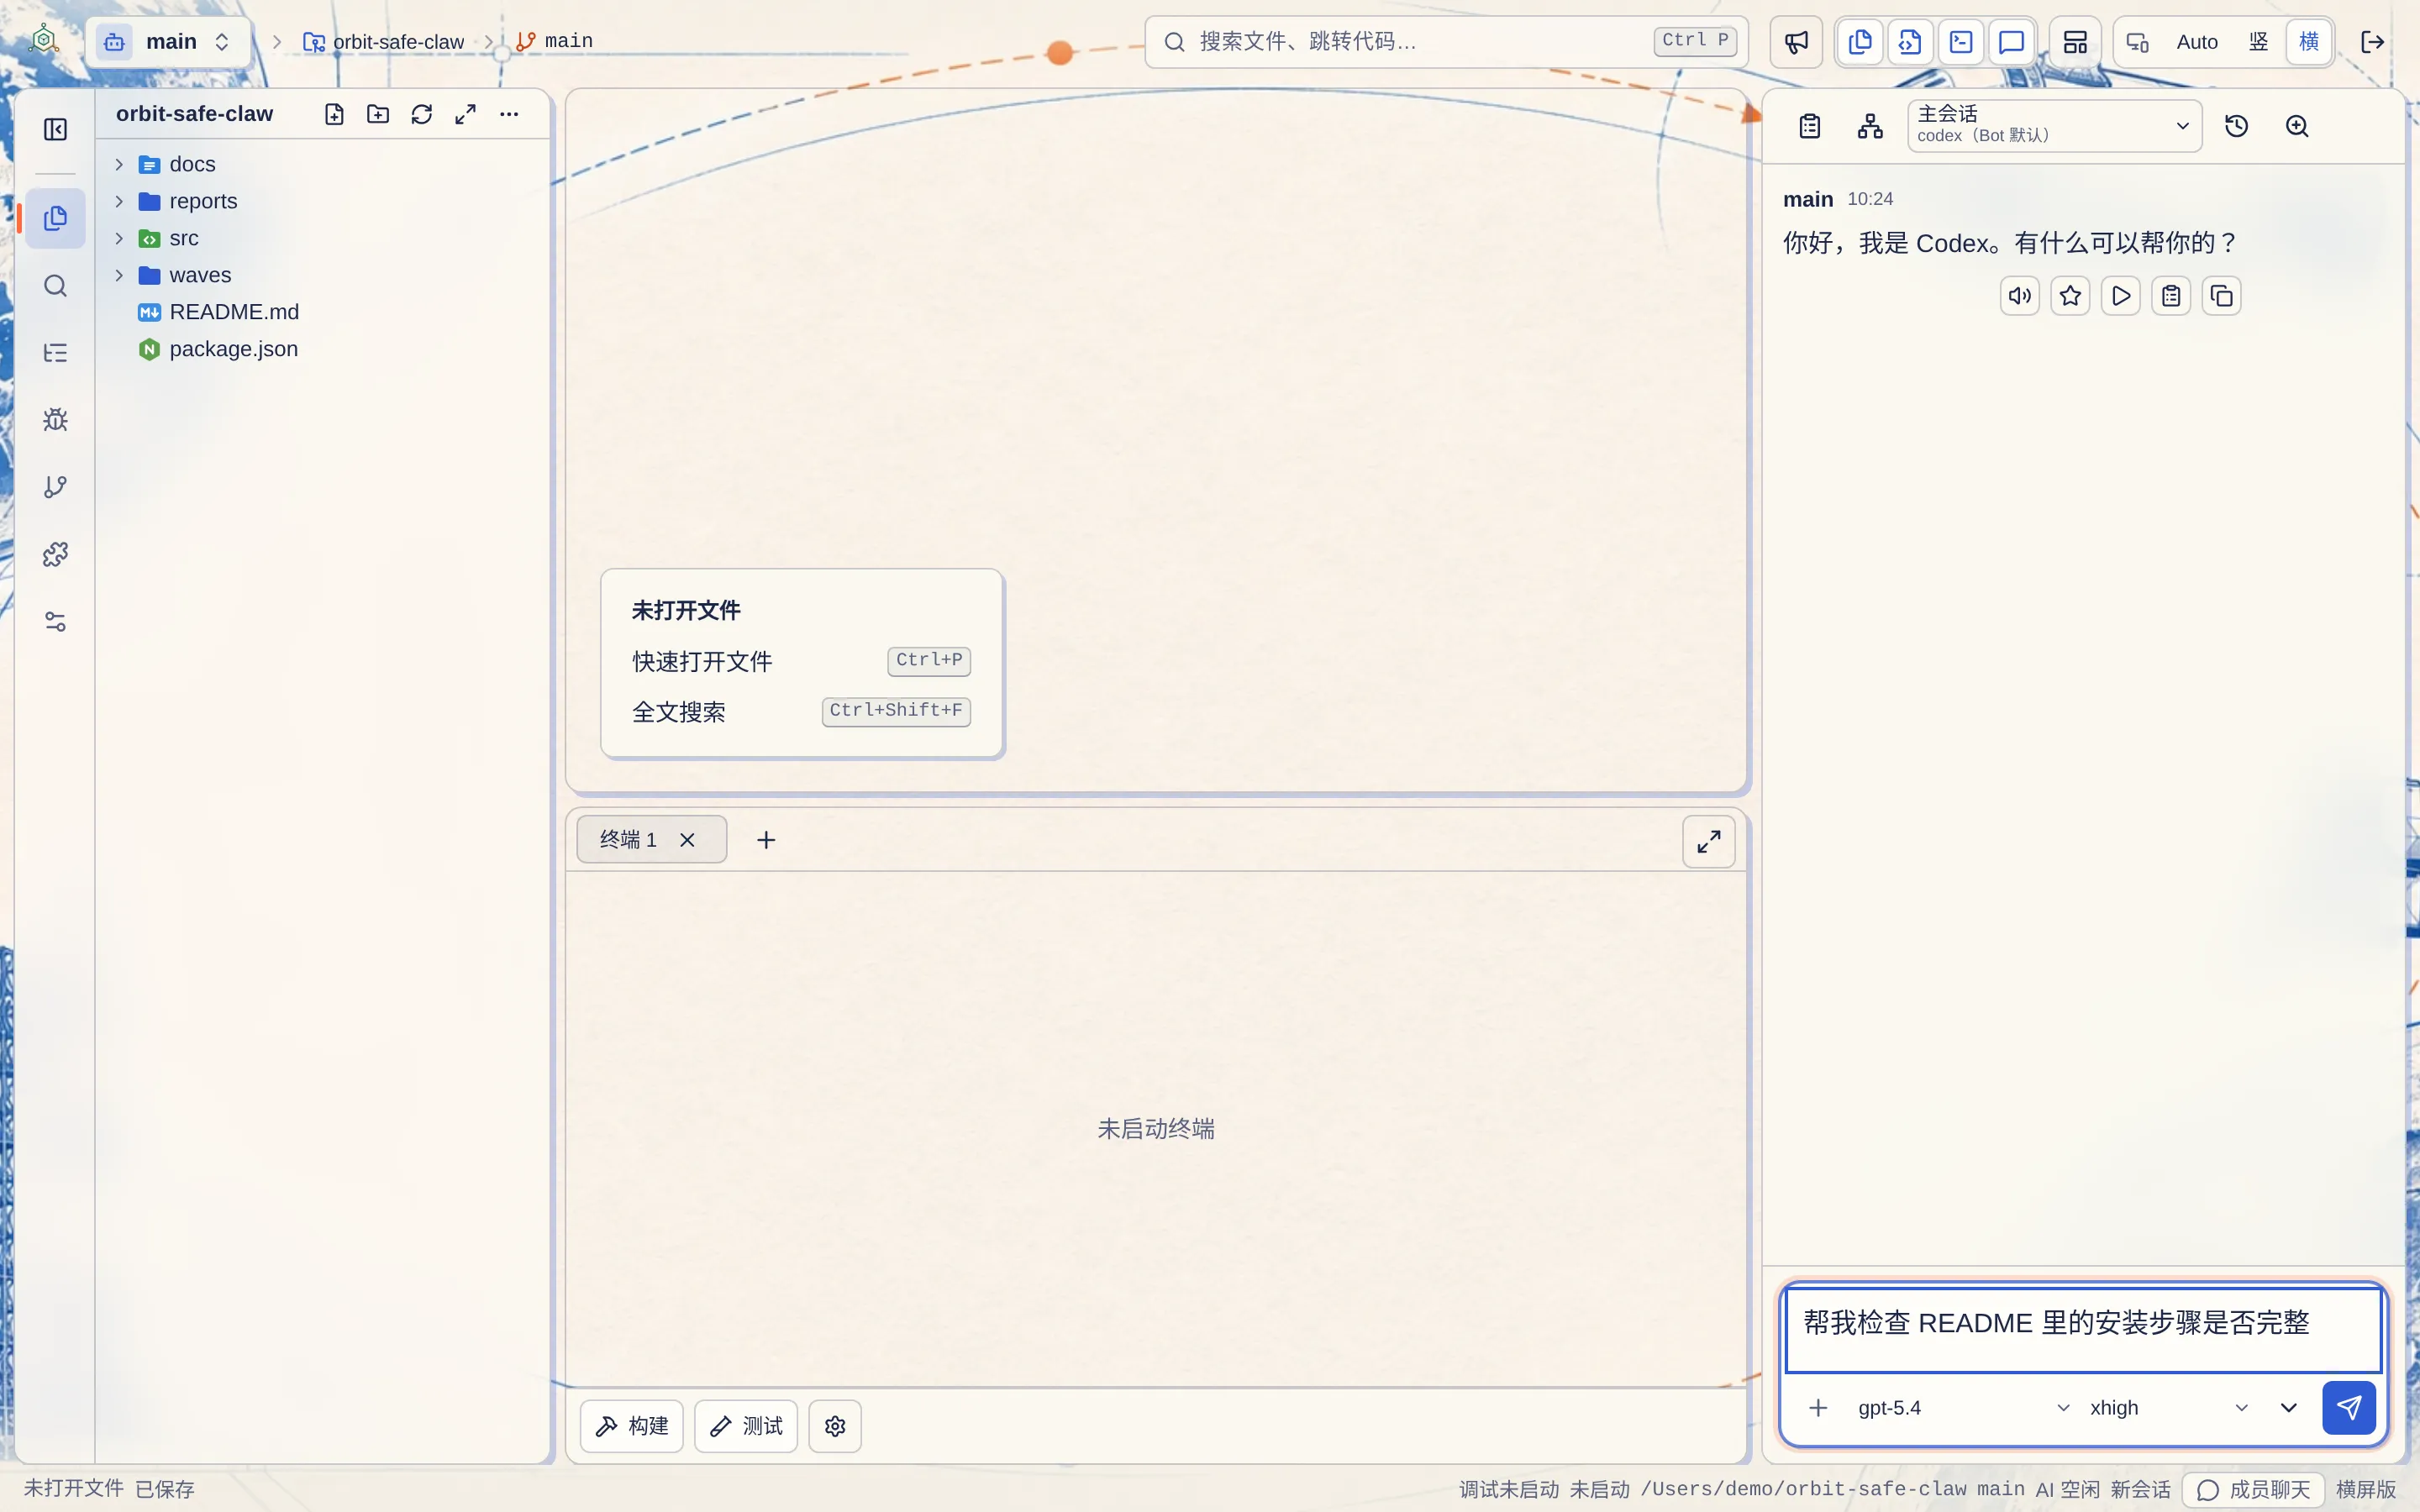 main
orbit-safe-claw
main
搜索文件、跳转代码...
Ctrl P
Auto
竖
横
orbit-safe-claw
docs
reports
src
waves
README.md
package.json
未打开文件
快速打开文件 Ctrl+P
全文搜索 Ctrl+Shift+F
终端 1
未启动终端
构建
测试
主会话
codex（Bot 默认）
main 10:24
你好，我是 Codex。有什么可以帮你的？
帮我检查 README 里的安装步骤是否完整
gpt-5.4
xhigh
未打开文件 已保存
调试未启动 未启动 /Users/demo/orbit-safe-claw main AI 空闲 新会话 成员聊天 横屏版